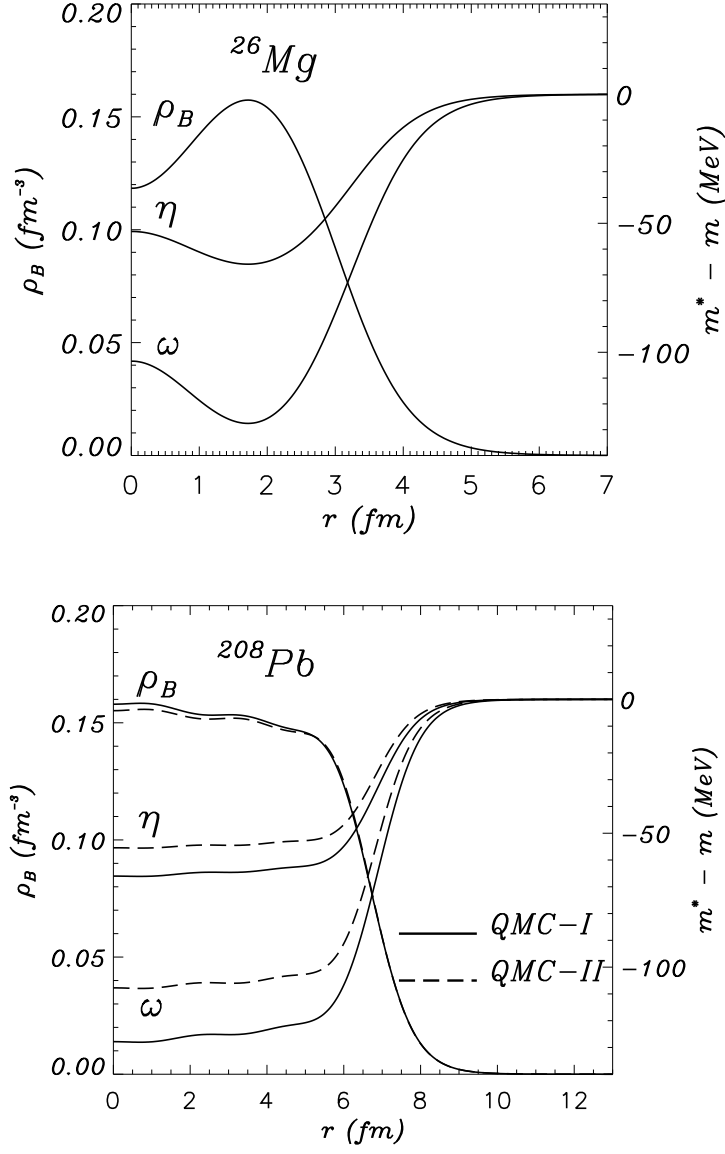 0.20
²⁶Mg
ρ_B
0
0.15
η
0.10
−50
ρ_B (fm⁻³)
m* − m (MeV)
ω
0.05
−100
0.00
0 1 2 3 4 5 6 7
r (fm)
0.20
²⁰⁸Pb
ρ_B
0
0.15
η
0.10
−50
ρ_B (fm⁻³)
m* − m (MeV)
QMC−I
QMC−II
0.05
−100
ω
0.00
0 2 4 6 8 10 12
r (fm)